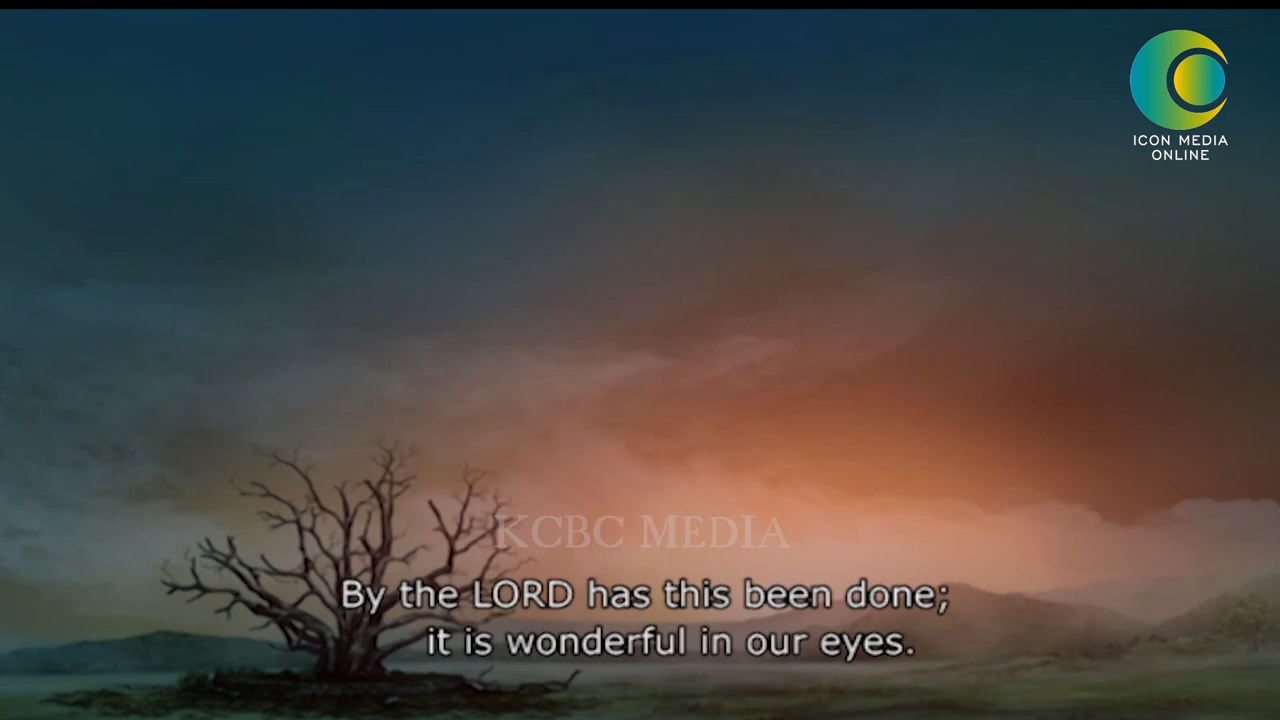 ICON MEDIA
ONLINE
KCBC MEDIA
By the LORD has this been done;
it is wonderful in our eyes.